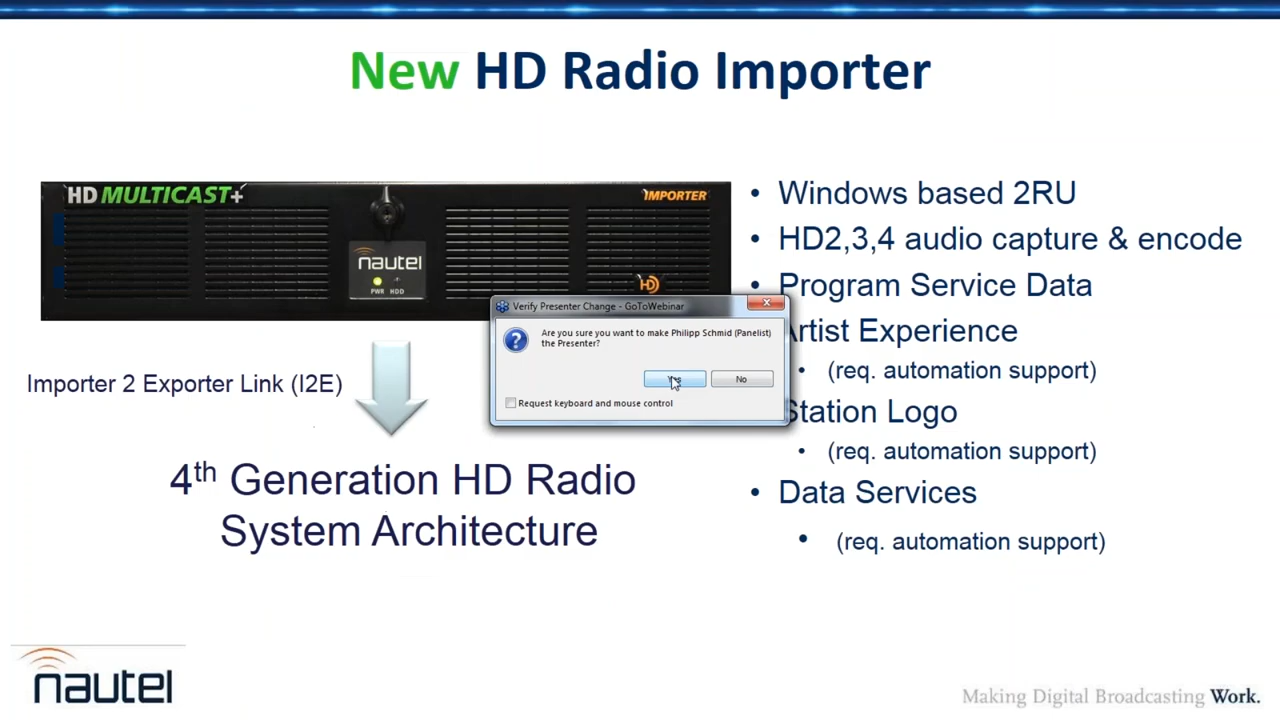 New HD Radio Importer
HD MULTICAST+
IMPORTER
nautel
PWR HDD
HD
Importer 2 Exporter Link (I2E)
4th Generation HD Radio
System Architecture
• Windows based 2RU
• HD2,3,4 audio capture & encode
• Program Service Data
Artist Experience
• (req. automation support)
Station Logo
• (req. automation support)
• Data Services
• (req. automation support)
Verify Presenter Change - GoToWebinar
Are you sure you want to make Philipp Schmid (Panelist)
the Presenter?
Yes
No
Request keyboard and mouse control
nautel
Making Digital Broadcasting Work.